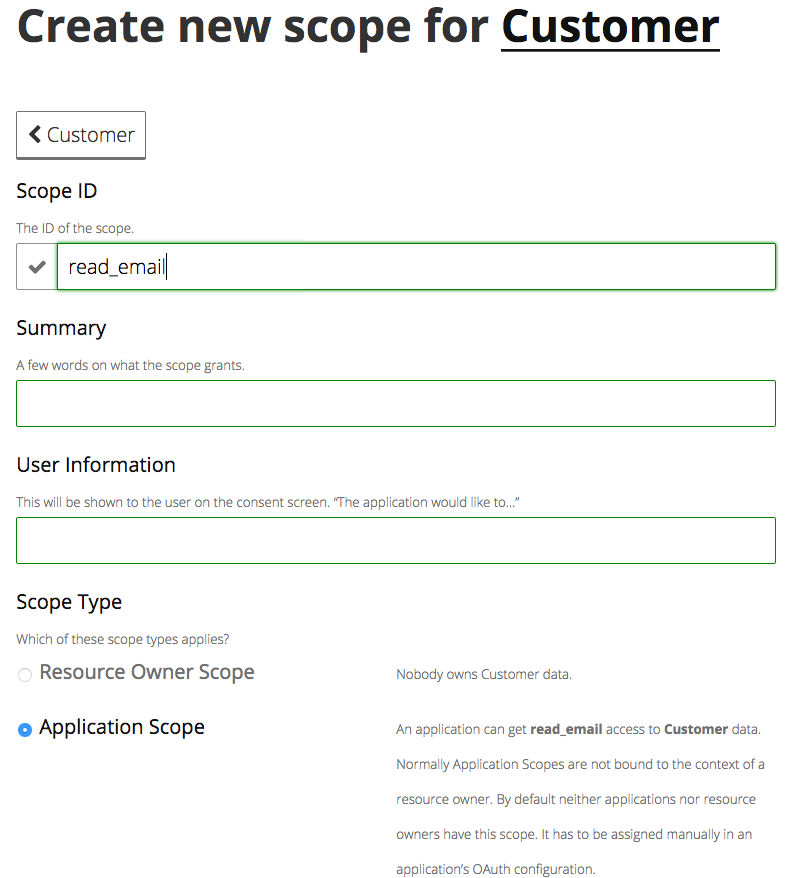 Create new scope for Customer
Customer
Scope ID
The ID of the scope.
read_email
Summary
A few words on what the scope grants.
User Information
This will be shown to the user on the consent screen. “The application would like to...”
Scope Type
Which of these scope types applies?
Resource Owner Scope
Nobody owns Customer data.
Application Scope
An application can get read_email access to Customer data.
Normally Application Scopes are not bound to the context of a
resource owner. By default neither applications nor resource
owners have this scope. It has to be assigned manually in an
application’s OAuth configuration.